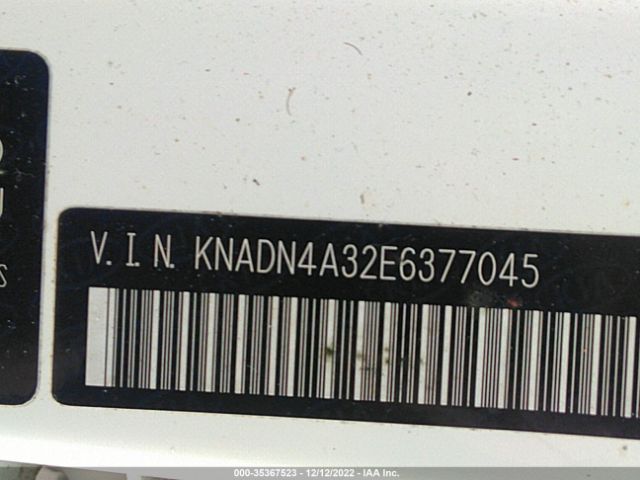 S
V. I. N. KNADN4A32E6377045
000-35367523 - 12/12/2022 - IAA Inc.